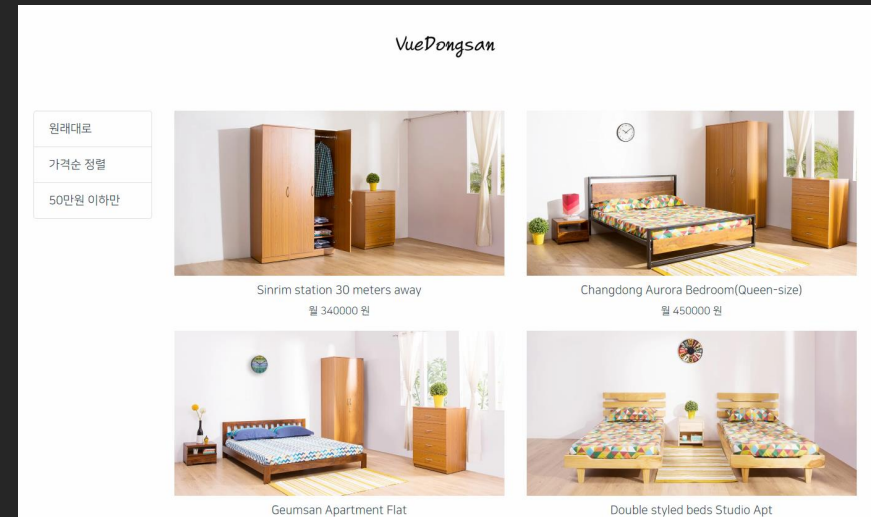 VueDongsan
원래대로
가격순 정렬
50만원 이하만
Sinrim station 30 meters away
월 340000 원
Changdong Aurora Bedroom(Queen-size)
월 450000 원
Geumsan Apartment Flat
Double styled beds Studio Apt